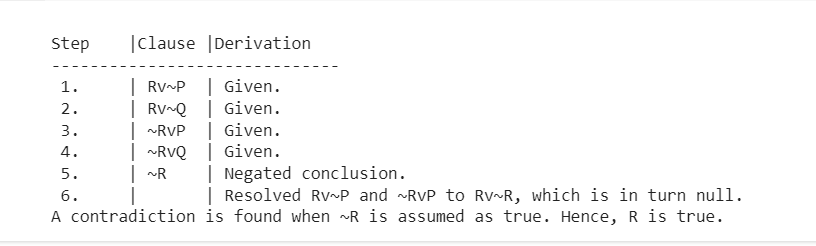 Step |Clause |Derivation
------------------------------
1. | Rv~P | Given.
2. | Rv~Q | Given.
3. | ~RvP | Given.
4. | ~RvQ | Given.
5. | ~R | Negated conclusion.
6. | | Resolved Rv~P and ~RvP to Rv~R, which is in turn null.
A contradiction is found when ~R is assumed as true. Hence, R is true.